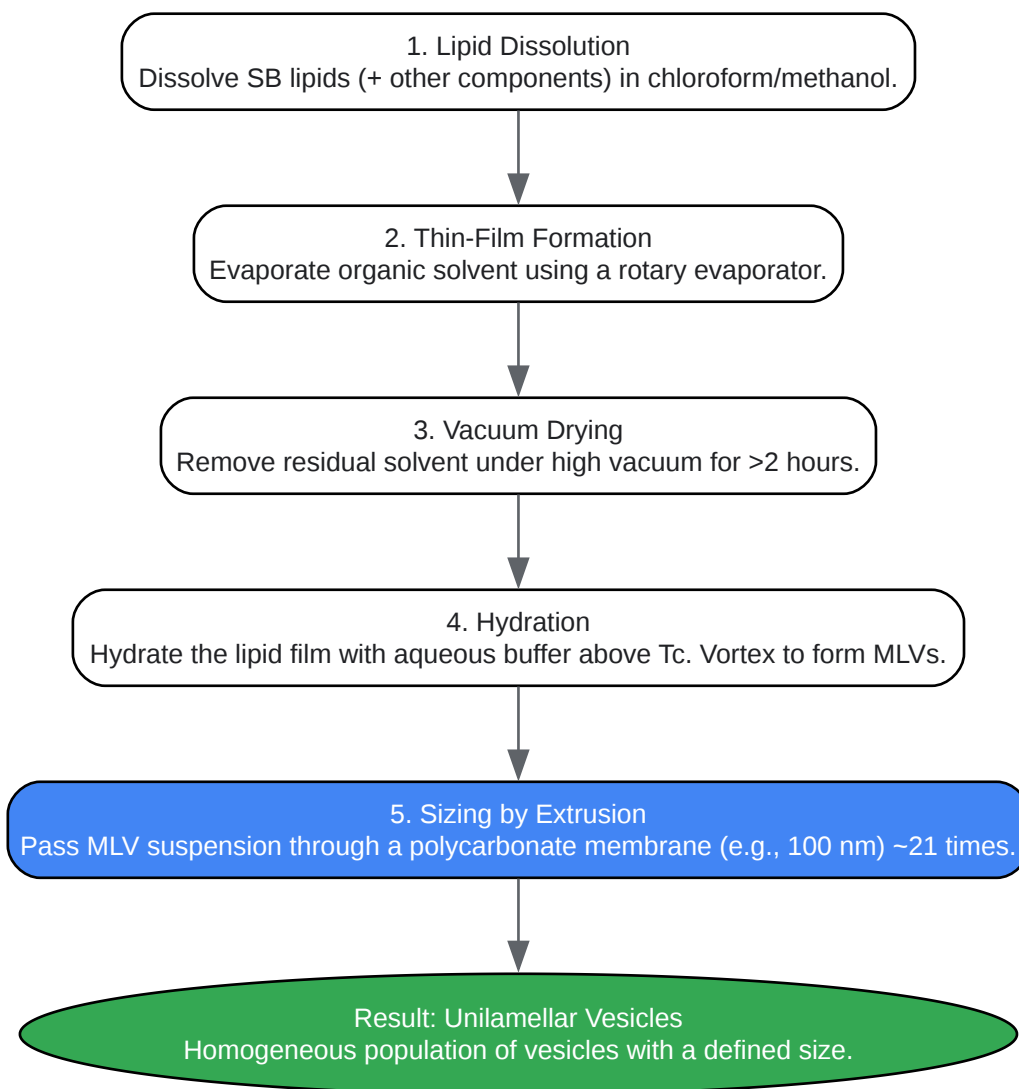 1. Lipid Dissolution
Dissolve SB lipids (+ other components) in chloroform/methanol.
2. Thin-Film Formation
Evaporate organic solvent using a rotary evaporator.
3. Vacuum Drying
Remove residual solvent under high vacuum for >2 hours.
4. Hydration
Hydrate the lipid film with aqueous buffer above Tc. Vortex to form MLVs.
5. Sizing by Extrusion
Pass MLV suspension through a polycarbonate membrane (e.g., 100 nm) ~21 times.
Result: Unilamellar Vesicles
Homogeneous population of vesicles with a defined size.